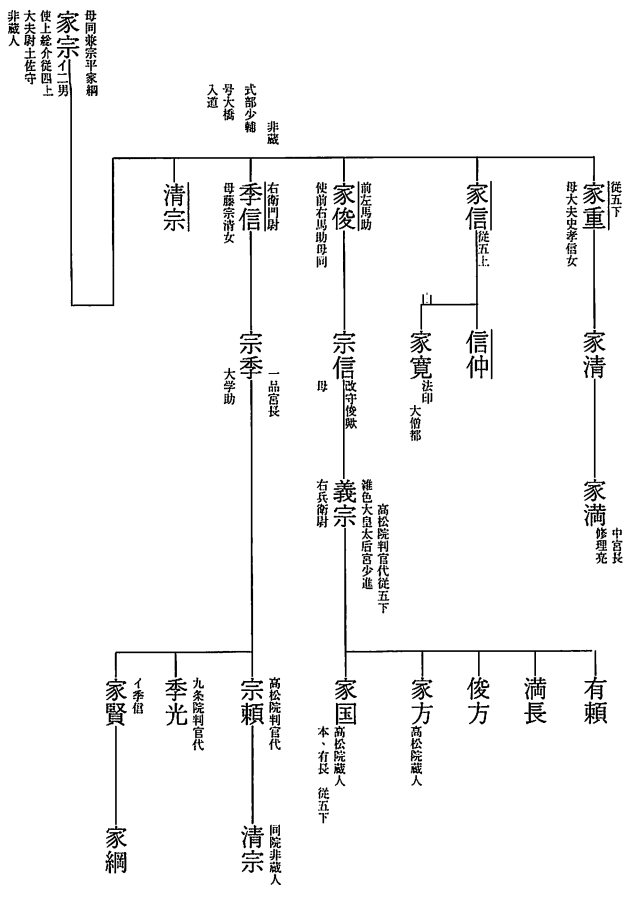 母同兼宗平家綱
家宗イ二男
使上総介従四上
大夫尉土佐守
非蔵人
従五下
家重
母大夫史孝信女
家清
家満
中宮長
修理亮
家信従五上
信仲
家寛
法印
大僧都
前左馬助
家俊
使前右馬助母同
宗信
改守俊歟
母
高松院判官代従五下
雑色大皇太后宮少進
義宗
右兵衛尉
有頼
満長
俊方
家方高松院蔵人
家国高松院蔵人
本、有長 従五下
非蔵
式部少輔
号大橋
入道
右衛門尉
季信
母藤宗清女
宗季
一品宮長
大学助
高松院判官代
宗頼
同院非蔵人
清宗
九条院判官代
季光
イ季信
家賢
家綱
清宗